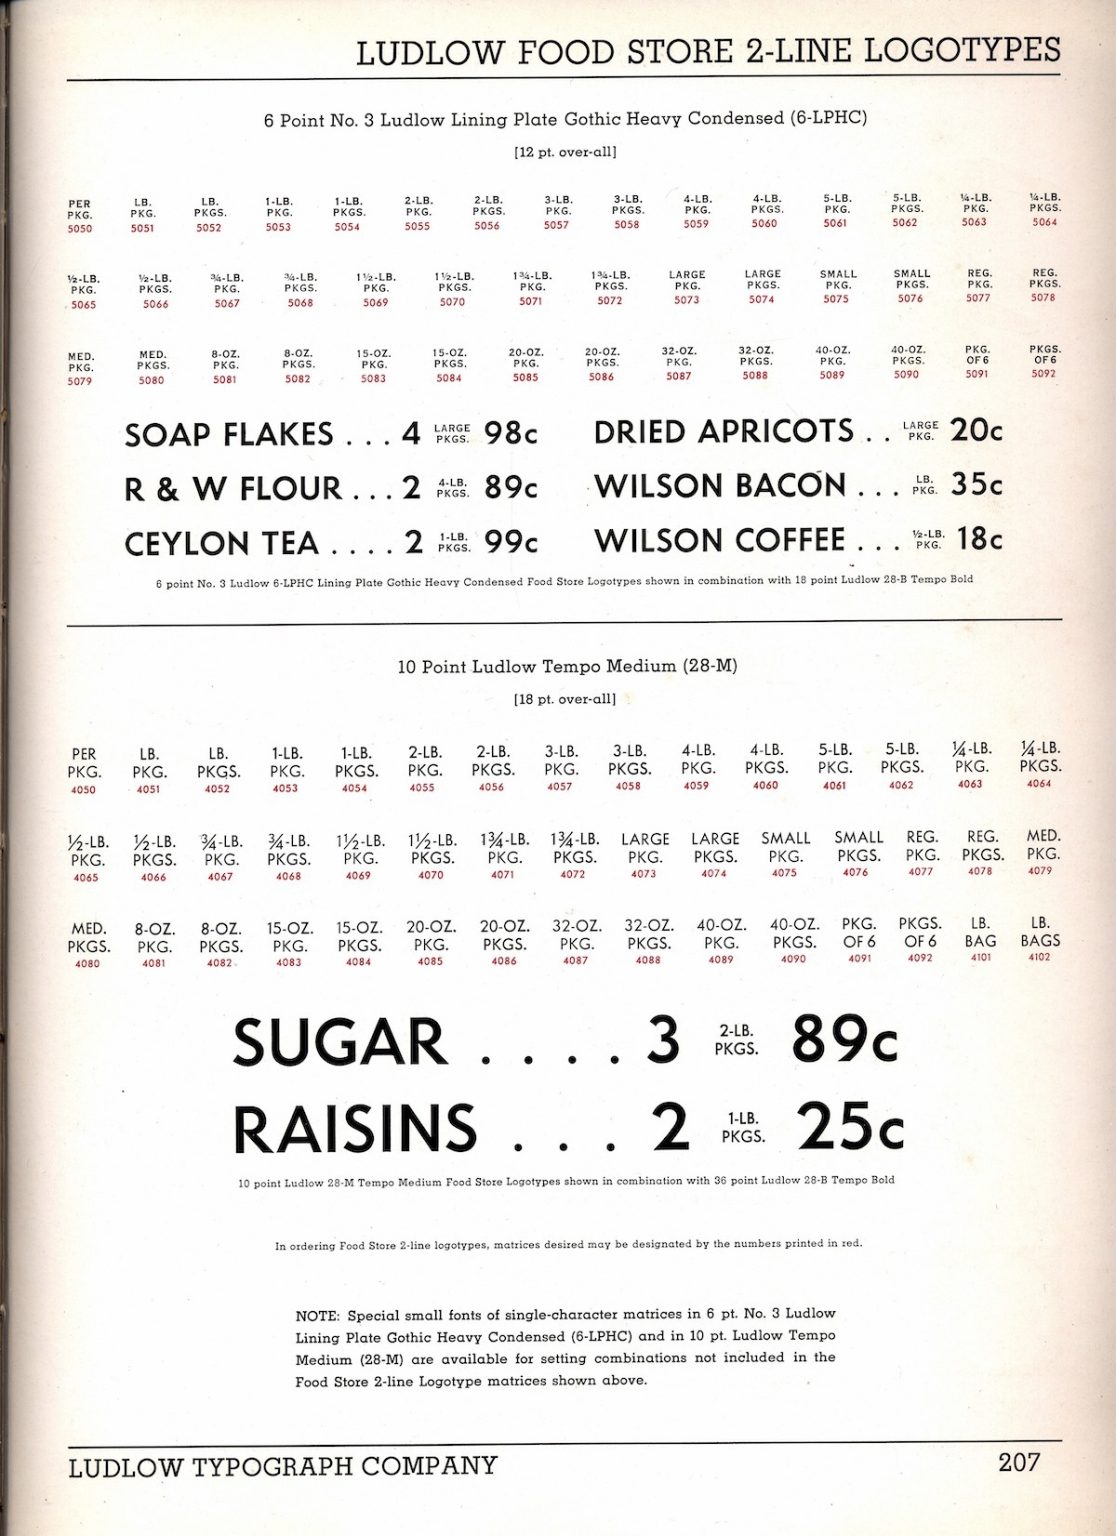 LUDLOW FOOD STORE 2-LINE LOGOTYPES
6 Point No. 3 Ludlow Lining Plate Gothic Heavy Condensed (6-LPHC)
[12 pt. over-all]
PER LB. LB. 1-LB. 1-LB. 2-LB. 2-LB. 3-LB. 3-LB. 4-LB. 4-LB. 5-LB. 5-LB. ¼-LB. ¼-LB.
PKG. PKG. PKGS. PKG. PKGS. PKG. PKGS. PKG. PKGS. PKG. PKGS. PKG. PKGS. PKG. PKGS.
5050 5051 5052 5053 5054 5055 5056 5057 5058 5059 5060 5061 5062 5063 5064
½-LB. ½-LB. ¾-LB. ¾-LB. 1½-LB. 1½-LB. 1¾-LB. 1¾-LB. LARGE LARGE SMALL SMALL REG. REG.
PKG. PKGS. PKG. PKGS. PKG. PKGS. PKG. PKGS. PKG. PKGS. PKG. PKGS. PKG. PKGS.
5065 5066 5067 5068 5069 5070 5071 5072 5073 5074 5075 5076 5077 5078
MED. MED. 8-OZ. 8-OZ. 15-OZ. 15-OZ. 20-OZ. 20-OZ. 32-OZ. 32-OZ. 40-OZ. 40-OZ. PKG. PKGS.
PKG. PKGS. PKG. PKGS. PKG. PKGS. PKG. PKGS. PKG. PKGS. PKG. PKGS. OF 6 OF 6
5079 5080 5081 5082 5083 5084 5085 5086 5087 5088 5089 5090 5091 5092
SOAP FLAKES . . . 4 LARGE PKGS. 98c
R & W FLOUR . . . 2 4-LB. PKGS. 89c
CEYLON TEA . . . . 2 1-LB. PKGS. 99c
DRIED APRICOTS . . LARGE PKG. 20c
WILSON BACON . . . LB. PKG. 35c
WILSON COFFEE . . . ½-LB. PKG. 18c
6 point No. 3 Ludlow 6-LPHC Lining Plate Gothic Heavy Condensed Food Store Logotypes shown in combination with 18 point Ludlow 28-B Tempo Bold
10 Point Ludlow Tempo Medium (28-M)
[18 pt. over-all]
PER LB. LB. 1-LB. 1-LB. 2-LB. 2-LB. 3-LB. 3-LB. 4-LB. 4-LB. 5-LB. 5-LB. ¼-LB. ¼-LB.
PKG. PKG. PKGS. PKG. PKGS. PKG. PKGS. PKG. PKGS. PKG. PKGS. PKG. PKGS. PKG. PKGS.
4050 4051 4052 4053 4054 4055 4056 4057 4058 4059 4060 4061 4062 4063 4064
½-LB. ½-LB. ¾-LB. ¾-LB. 1½-LB. 1½-LB. 1¾-LB. 1¾-LB. LARGE LARGE SMALL SMALL REG. REG. MED.
PKG. PKGS. PKG. PKGS. PKG. PKGS. PKG. PKGS. PKG. PKGS. PKG. PKGS. PKG. PKGS. PKG.
4065 4066 4067 4068 4069 4070 4071 4072 4073 4074 4075 4076 4077 4078 4079
MED. 8-OZ. 8-OZ. 15-OZ. 15-OZ. 20-OZ. 20-OZ. 32-OZ. 32-OZ. 40-OZ. 40-OZ. PKG. PKGS. LB. LB.
PKGS. PKG. PKGS. PKG. PKGS. PKG. PKGS. PKG. PKGS. PKG. PKGS. OF 6 OF 6 BAG BAGS
4080 4081 4082 4083 4084 4085 4086 4087 4088 4089 4090 4091 4092 4101 4102
SUGAR . . . . 3 2-LB. PKGS. 89c
RAISINS . . . 2 1-LB. PKGS. 25c
10 point Ludlow 28-M Tempo Medium Food Store Logotypes shown in combination with 36 point Ludlow 28-B Tempo Bold
In ordering Food Store 2-line logotypes, matrices desired may be designated by the numbers printed in red.
NOTE: Special small fonts of single-character matrices in 6 pt. No. 3 Ludlow
Lining Plate Gothic Heavy Condensed (6-LPHC) and in 10 pt. Ludlow Tempo
Medium (28-M) are available for setting combinations not included in the
Food Store 2-line Logotype matrices shown above.
LUDLOW TYPOGRAPH COMPANY 207